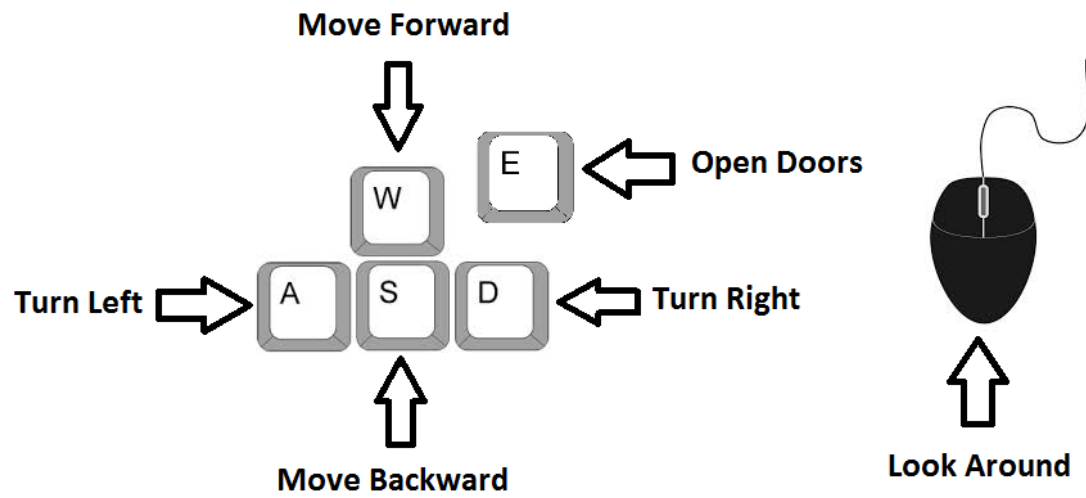 Move Forward
W
E
Open Doors
Turn Left
A
S
D
Turn Right
Move Backward
Look Around